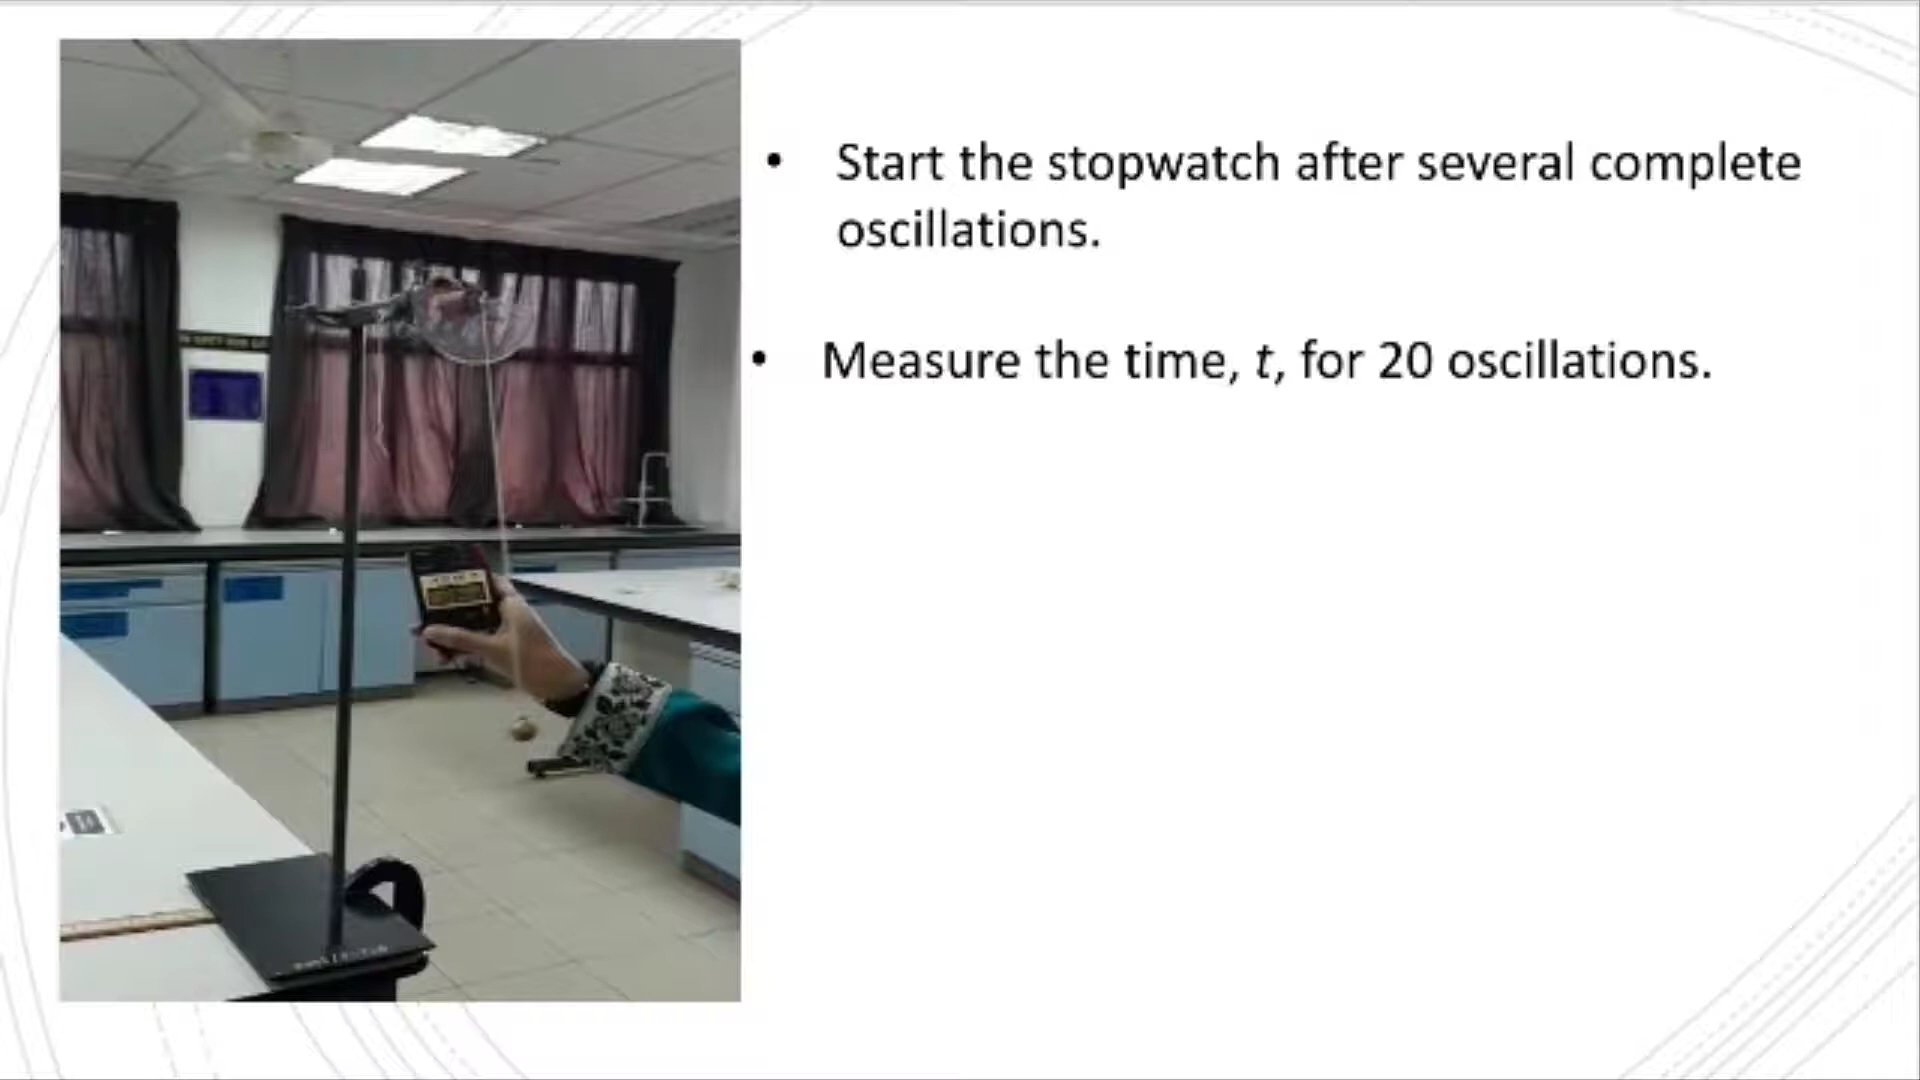 • Start the stopwatch after several complete
oscillations.
• Measure the time, t, for 20 oscillations.